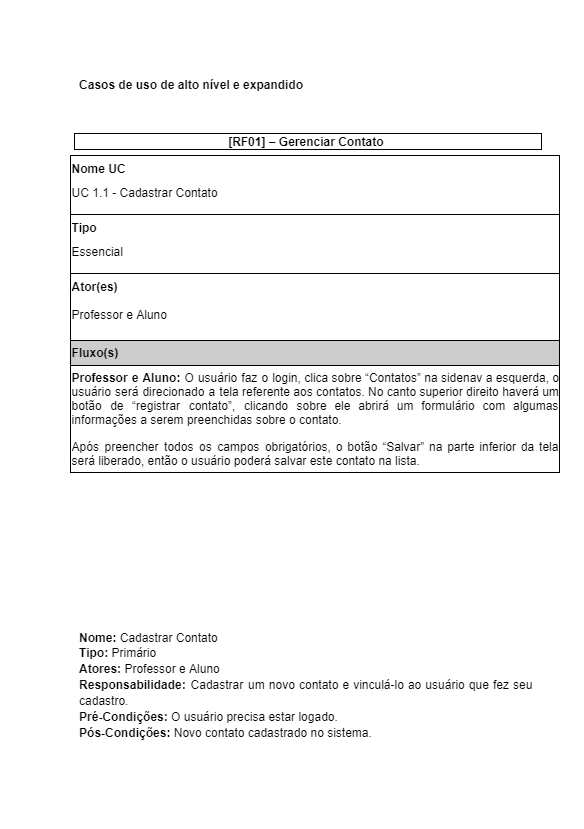 Casos de uso de alto nível e expandido
[RF01] – Gerenciar Contato
Nome UC
UC 1.1 - Cadastrar Contato
Tipo
Essencial
Ator(es)
Professor e Aluno
Fluxo(s)
Professor e Aluno: O usuário faz o login, clica sobre “Contatos” na sidenav a esquerda, o
usuário será direcionado a tela referente aos contatos. No canto superior direito haverá um
botão de “registrar contato”, clicando sobre ele abrirá um formulário com algumas
informações a serem preenchidas sobre o contato.
Após preencher todos os campos obrigatórios, o botão “Salvar” na parte inferior da tela
será liberado, então o usuário poderá salvar este contato na lista.
Nome: Cadastrar Contato
Tipo: Primário
Atores: Professor e Aluno
Responsabilidade: Cadastrar um novo contato e vinculá-lo ao usuário que fez seu
cadastro.
Pré-Condições: O usuário precisa estar logado.
Pós-Condições: Novo contato cadastrado no sistema.